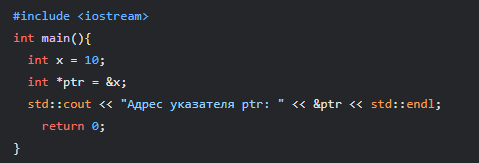 #include <iostream>
int main(){
  int x = 10;
  int *ptr = &x;
  std::cout << "Адрес указателя ptr: " << &ptr << std::endl;
    return 0;
}